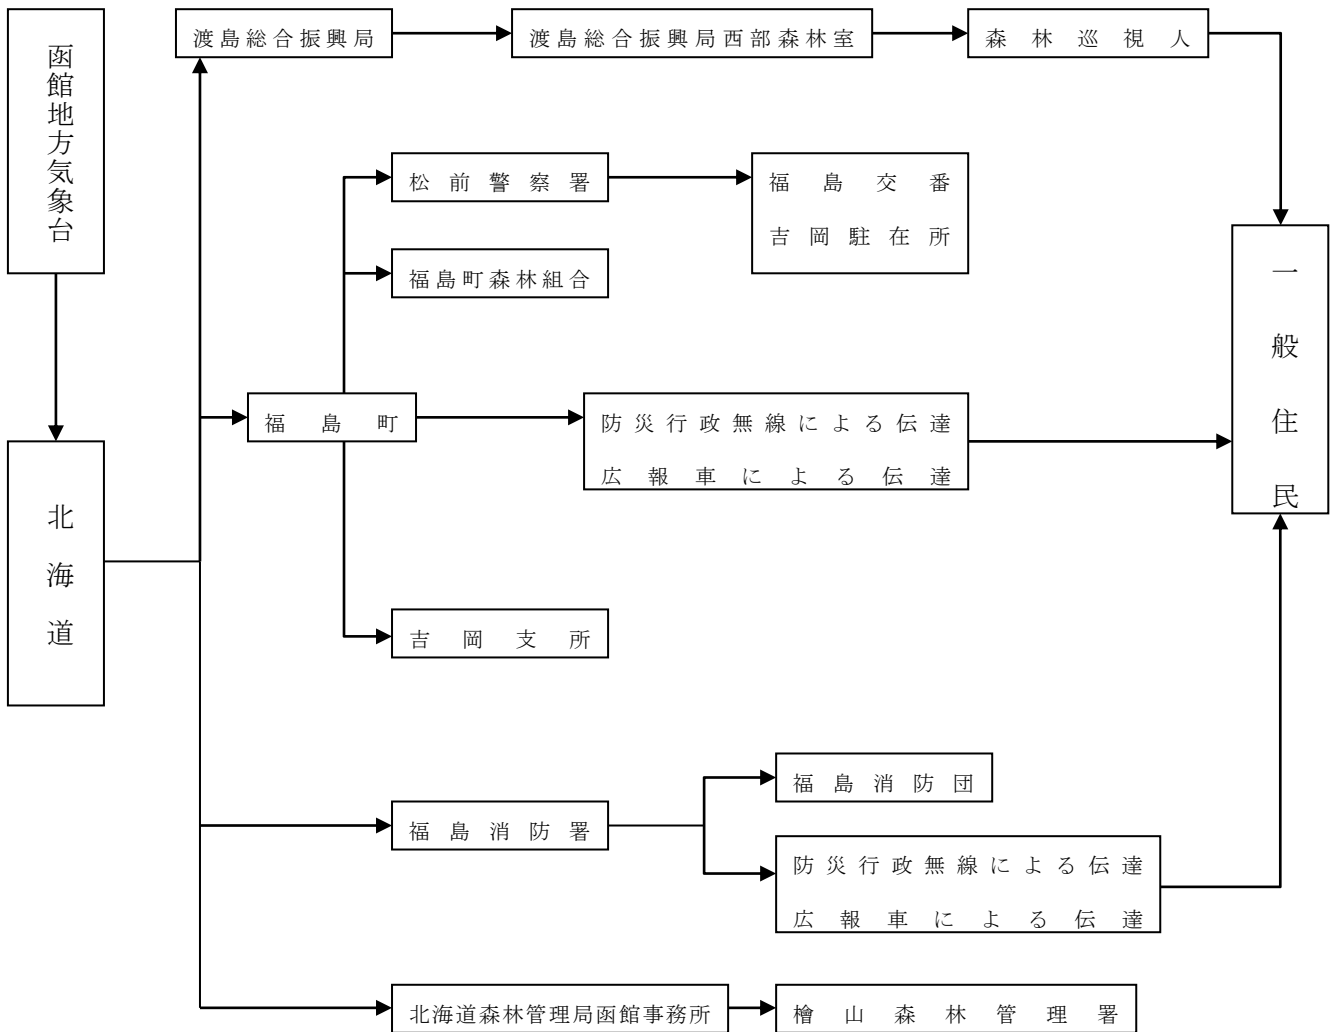 函館地方気象台
渡島総合振興局
渡島総合振興局西部森林室
森林巡視人
松前警察署
福島交番
吉岡駐在所
福島町森林組合
一般住民
福島町
防災行政無線による伝達
広報車による伝達
北海道
吉岡支所
福島消防団
福島消防署
防災行政無線による伝達
広報車による伝達
北海道森林管理局函館事務所
檜山森林管理署